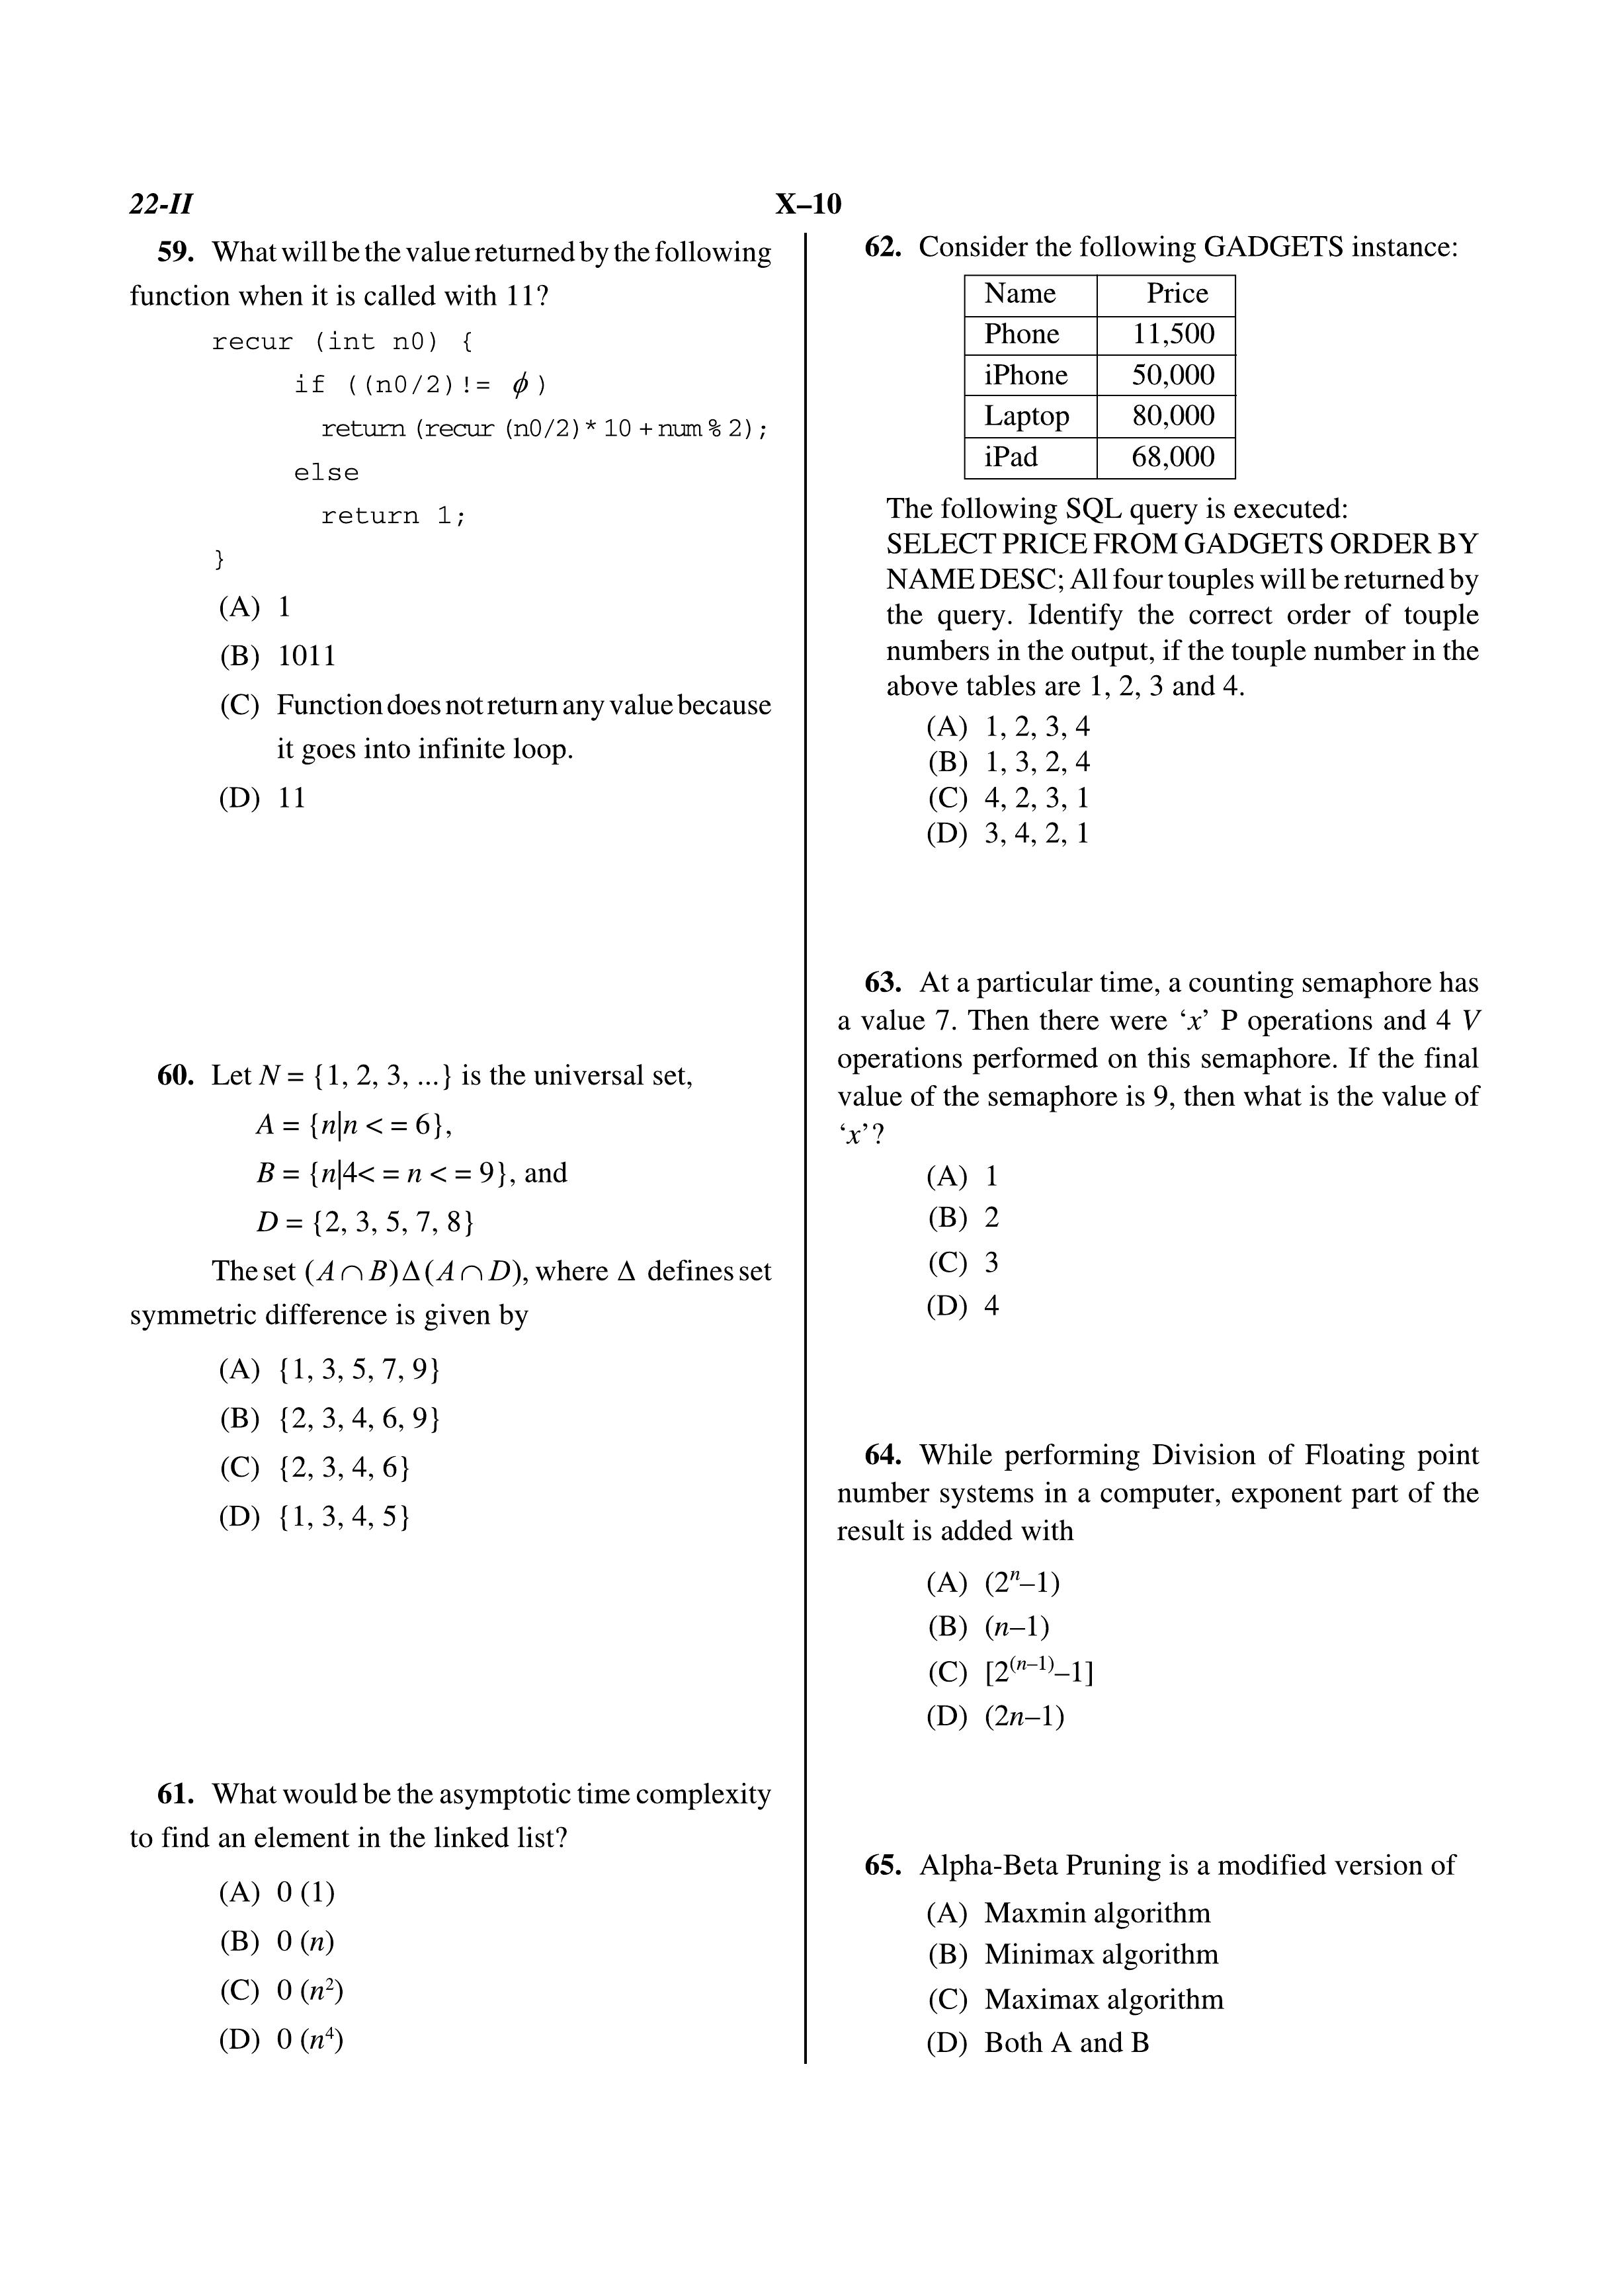 22-II
X–10
59. What will be the value returned by the following
function when it is called with 11?
recur (int n0) {
if ((n0/2)!= ϕ)
return (recur (n0/2)* 10 + num % 2);
else
return 1;
}
(A) 1
(B) 1011
(C) Function does not return any value because
it goes into infinite loop.
(D) 11
60. Let N = {1, 2, 3, ...} is the universal set,
A = {n|n < = 6},
B = {n|4< = n < = 9}, and
D = {2, 3, 5, 7, 8}
The set (A∩B)Δ(A∩D), where Δ defines set
symmetric difference is given by
(A) {1, 3, 5, 7, 9}
(B) {2, 3, 4, 6, 9}
(C) {2, 3, 4, 6}
(D) {1, 3, 4, 5}
61. What would be the asymptotic time complexity
to find an element in the linked list?
(A) 0 (1)
(B) 0 (n)
(C) 0 (n²)
(D) 0 (n⁴)
62. Consider the following GADGETS instance:
Name Price
Phone 11,500
iPhone 50,000
Laptop 80,000
iPad 68,000
The following SQL query is executed:
SELECT PRICE FROM GADGETS ORDER BY
NAME DESC; All four touples will be returned by
the query. Identify the correct order of touple
numbers in the output, if the touple number in the
above tables are 1, 2, 3 and 4.
(A) 1, 2, 3, 4
(B) 1, 3, 2, 4
(C) 4, 2, 3, 1
(D) 3, 4, 2, 1
63. At a particular time, a counting semaphore has
a value 7. Then there were ‘x’ P operations and 4 V
operations performed on this semaphore. If the final
value of the semaphore is 9, then what is the value of
‘x’?
(A) 1
(B) 2
(C) 3
(D) 4
64. While performing Division of Floating point
number systems in a computer, exponent part of the
result is added with
(A) (2ⁿ–1)
(B) (n–1)
(C) [2⁽ⁿ⁻¹⁾–1]
(D) (2n–1)
65. Alpha-Beta Pruning is a modified version of
(A) Maxmin algorithm
(B) Minimax algorithm
(C) Maximax algorithm
(D) Both A and B